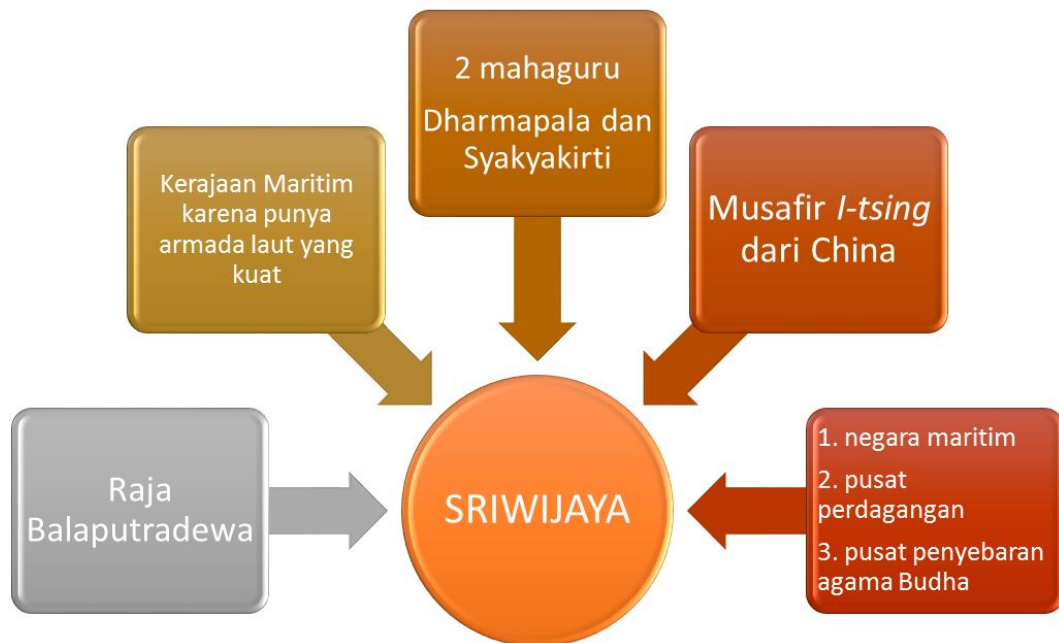 2 mahaguru
Dharmapala dan
Syakyakirti
Kerajaan Maritim
karena punya
armada laut yang
kuat
Musafir I-tsing
dari China
Raja
Balaputradewa
SRIWIJAYA
1. negara maritim
2. pusat
perdagangan
3. pusat penyebaran
agama Budha